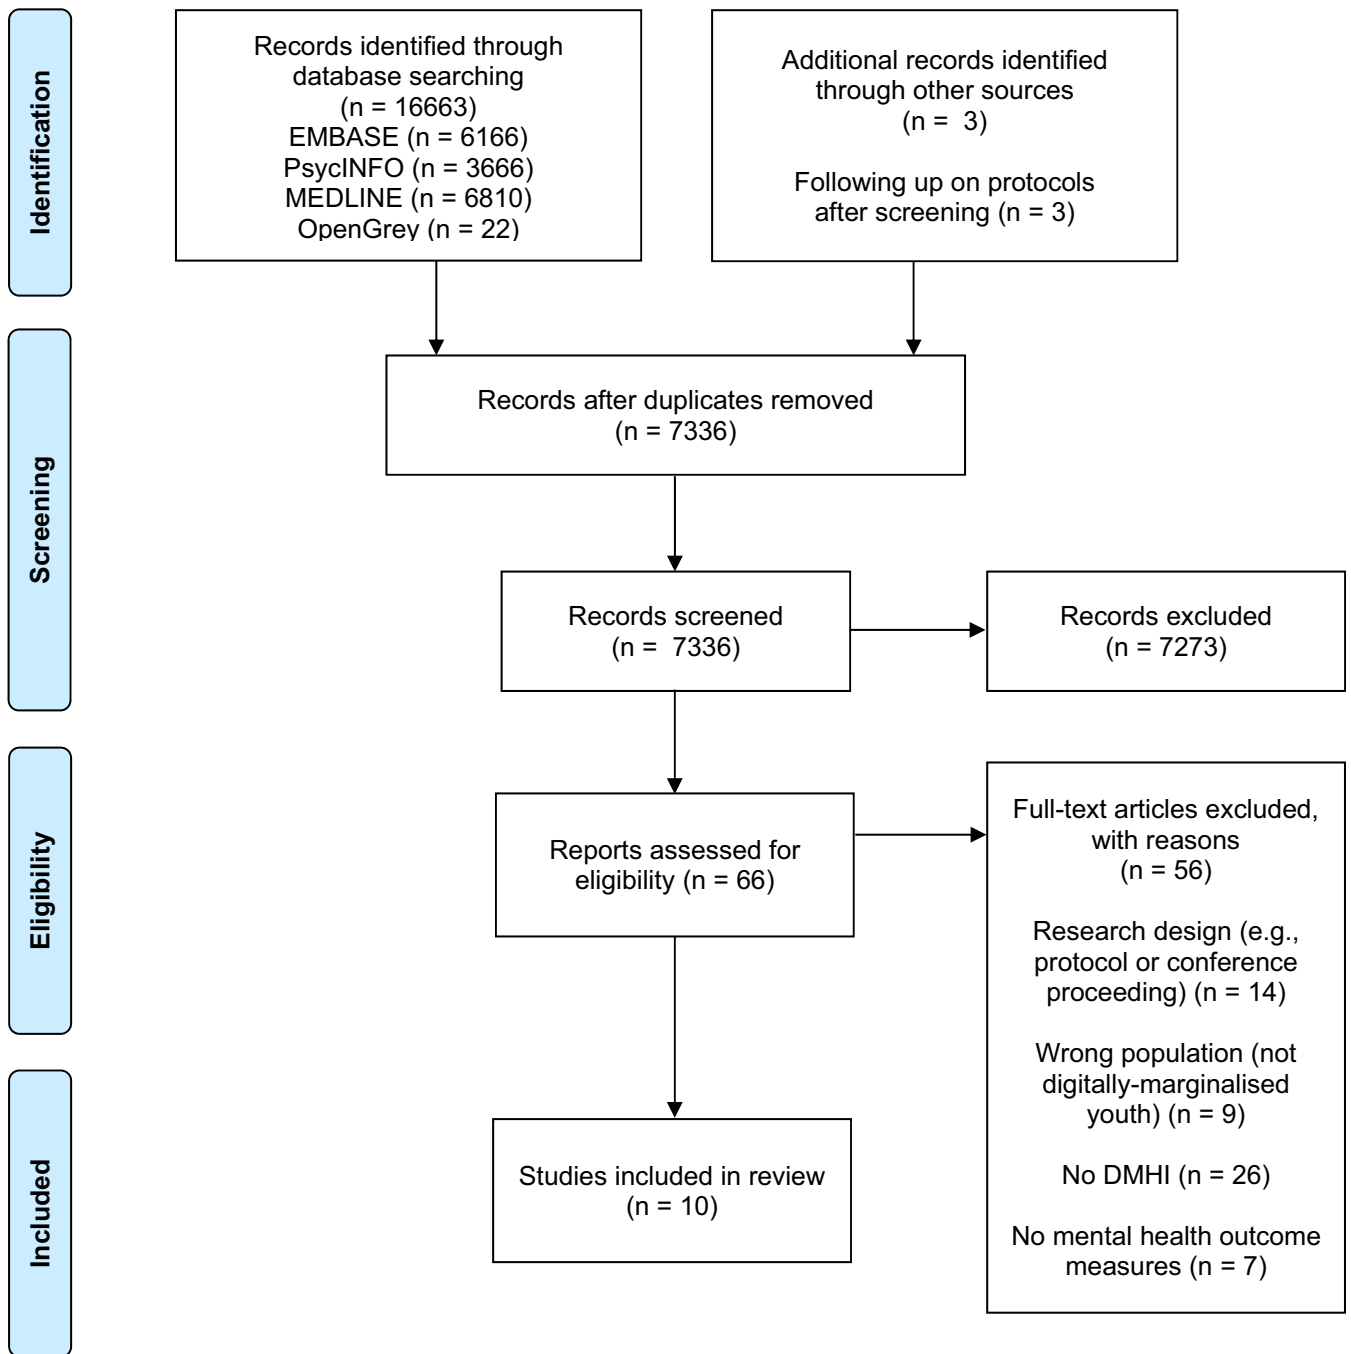 Identification
Records identified through
database searching
(n = 16663)
EMBASE (n = 6166)
PsycINFO (n = 3666)
MEDLINE (n = 6810)
OpenGrey (n = 22)
Additional records identified
through other sources
(n = 3)
Following up on protocols
after screening (n = 3)
Screening
Records after duplicates removed
(n = 7336)
Records screened
(n = 7336)
Records excluded
(n = 7273)
Eligibility
Reports assessed for
eligibility (n = 66)
Full-text articles excluded,
with reasons
(n = 56)
Research design (e.g.,
protocol or conference
proceeding) (n = 14)
Wrong population (not
digitally-marginalised
youth) (n = 9)
No DMHI (n = 26)
No mental health outcome
measures (n = 7)
Included
Studies included in review
(n = 10)